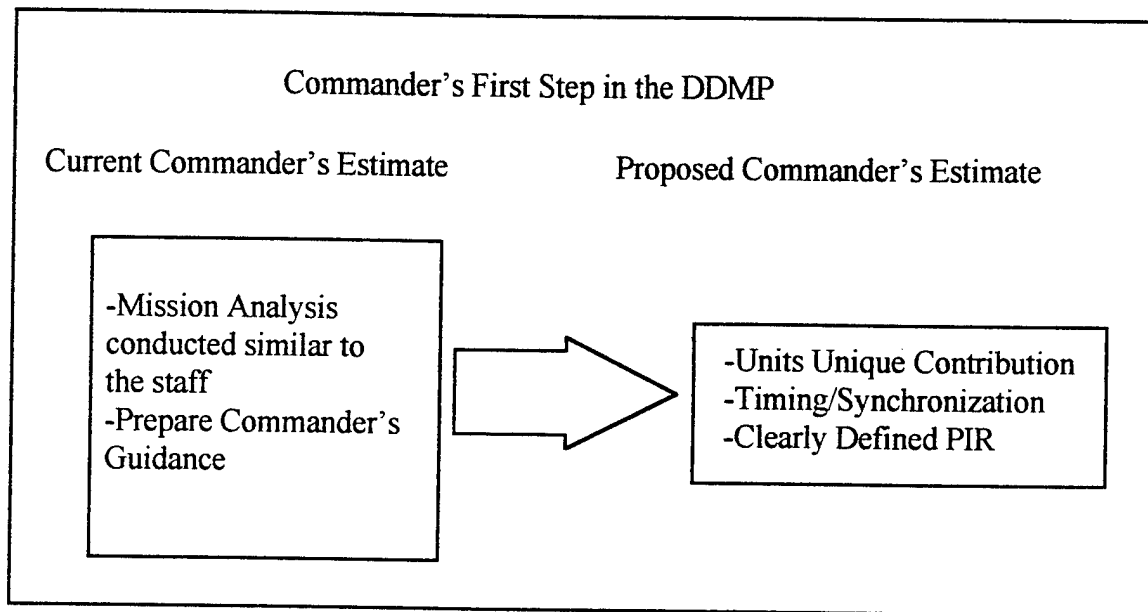 Commander's First Step in the DDMP
Current Commander's Estimate
Proposed Commander's Estimate
-Mission Analysis
conducted similar to
the staff
-Prepare Commander's
Guidance
-Units Unique Contribution
-Timing/Synchronization
-Clearly Defined PIR